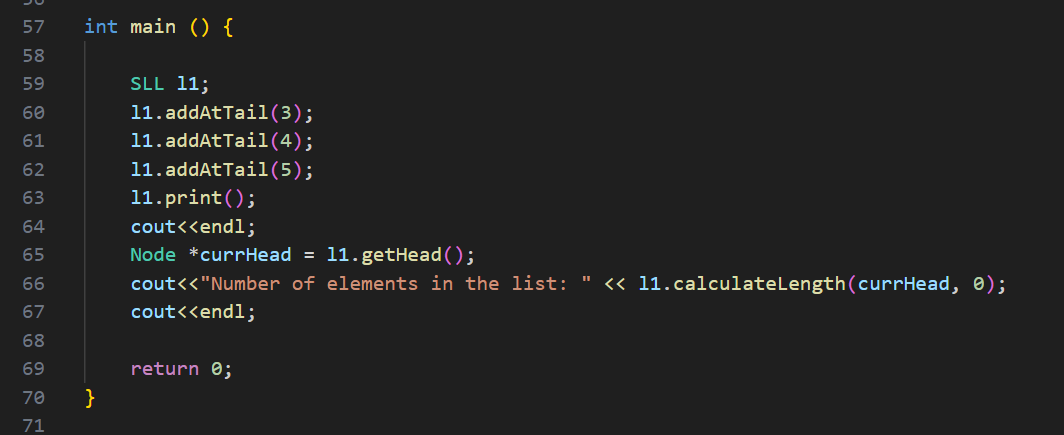 56
57 int main () {
58
59 SLL l1;
60 l1.addAtTail(3);
61 l1.addAtTail(4);
62 l1.addAtTail(5);
63 l1.print();
64 cout<<endl;
65 Node *currHead = l1.getHead();
66 cout<<"Number of elements in the list: " << l1.calculateLength(currHead, 0);
67 cout<<endl;
68
69 return 0;
70 }
71